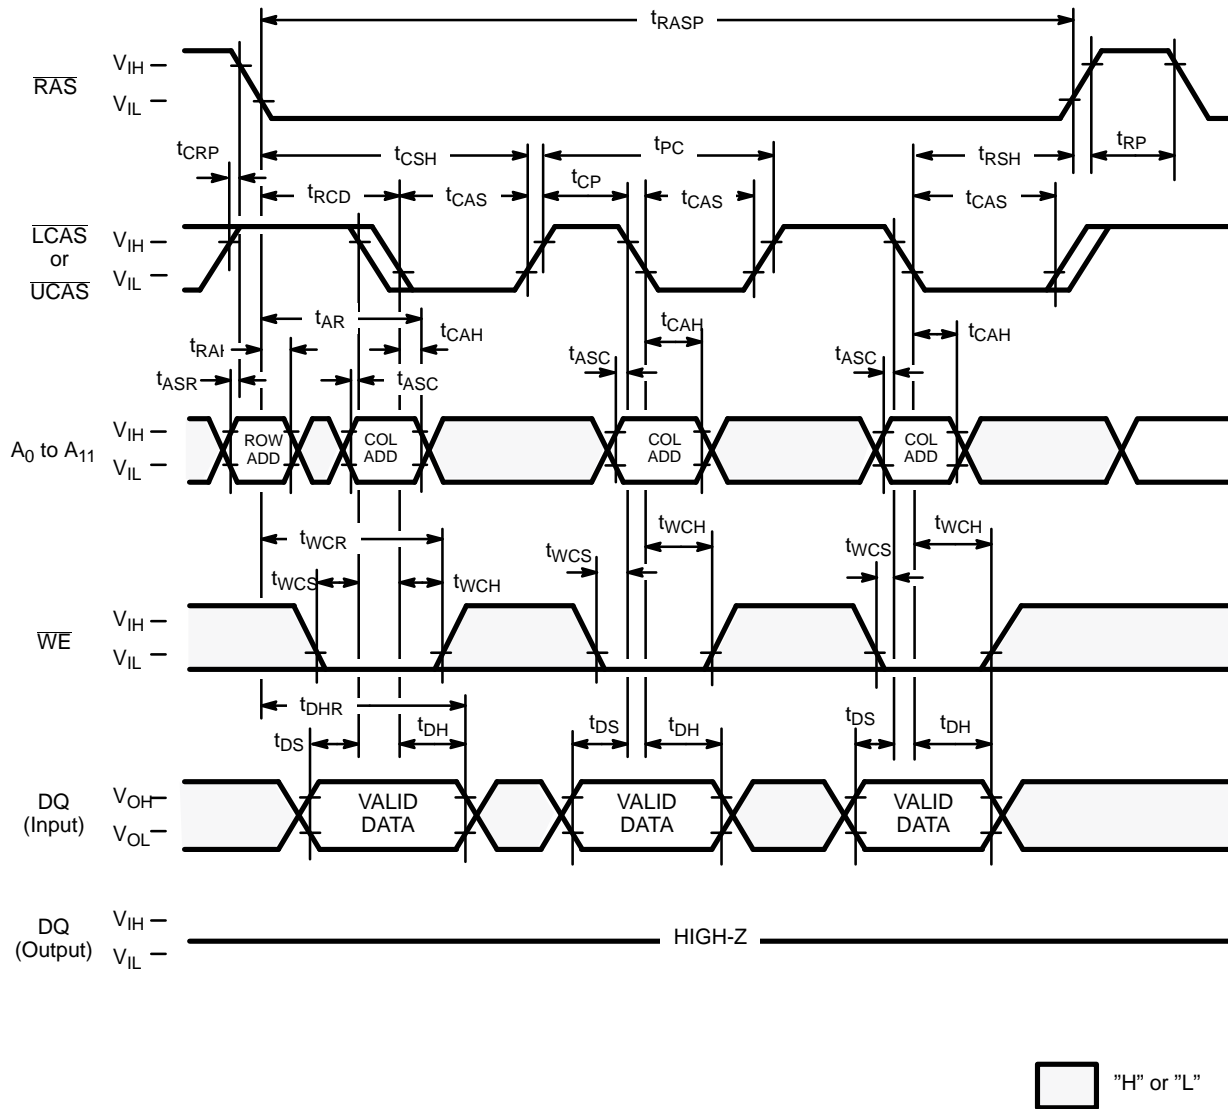 tRASP
RAS
VIH
VIL
tCRP
tCSH
tPC
tRSH
tRP
tRCD
tCAS
tCP
tCAS
tCAS
LCAS
or
UCAS
VIH
VIL
tAR
tCAH
tCAH
tCAH
tRAH
tASR
tASC
tASC
tASC
A0 to A11
VIH
VIL
ROW
ADD
COL
ADD
COL
ADD
COL
ADD
tWCR
tWCH
tWCH
tWCS
tWCH
tWCS
tWCS
WE
VIH
VIL
tDHR
tDS
tDH
tDS
tDH
tDS
tDH
DQ
(Input)
VOH
VOL
VALID
DATA
VALID
DATA
VALID
DATA
DQ
(Output)
VIH
VIL
HIGH-Z
”H” or ”L”